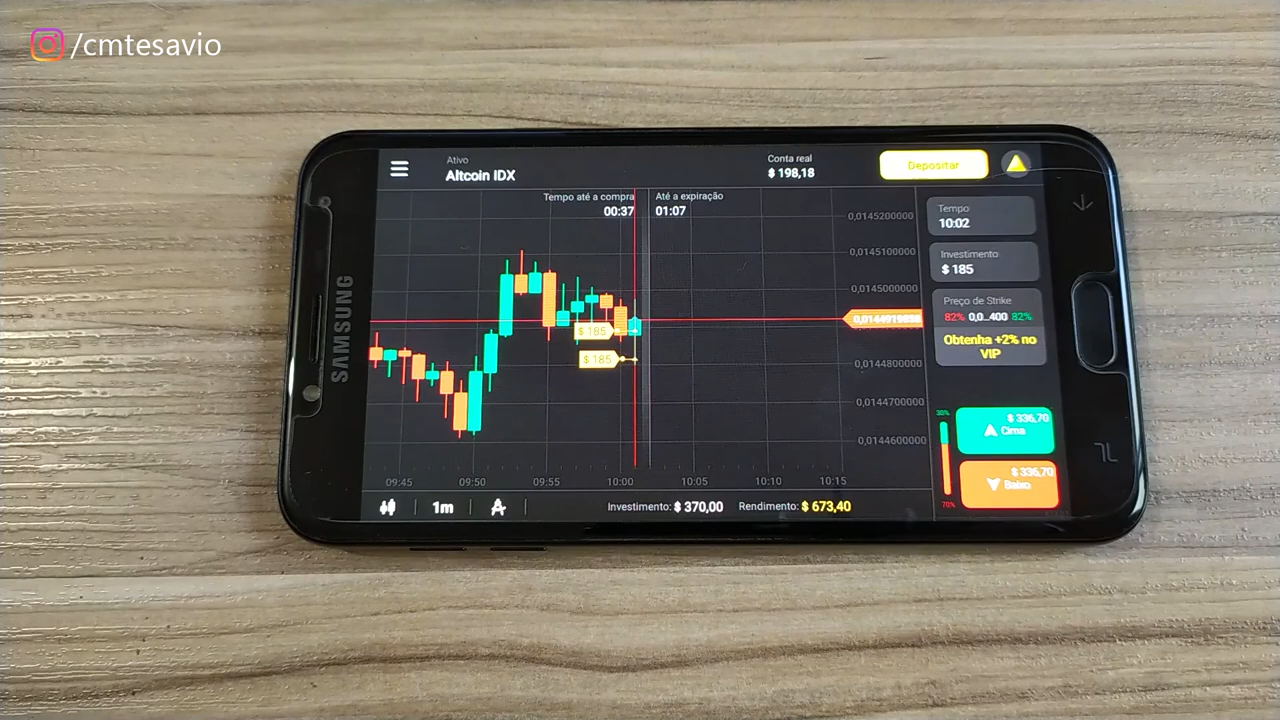 /cmtesavio
Ativo
Altcoin IDX
Conta real
$ 198,18
Depositar
Tempo até a compra
00:37
Até a expiração
01:07
0,0145200000
0,0145100000
0,0145000000
0,0144800000
0,0144700000
0,0144600000
$ 185
$ 185
09:45
09:50
09:55
10:00
10:05
10:10
10:15
1m
Investimento: $ 370,00
Rendimento: $ 673,40
Tempo
10:02
Investimento
$ 185
Preço de Strike
82% 0,0..400 82%
Obtenha +2% no
VIP
30%
$ 336,70
Cima
$ 336,70
Baixo
70%
SAMSUNG